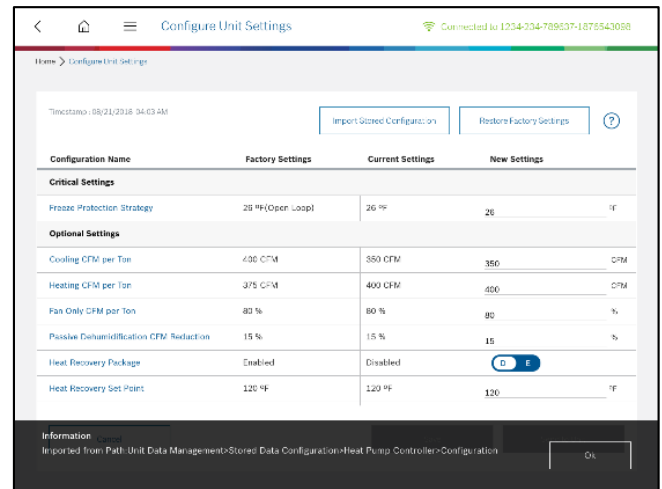 Configure Unit Settings
Connected to 1234-234-789537-1876543098
Home > Configure Unit Settings
Timestamp : 08/21/2018 04:03 AM
Import Stored Configuration
Restore Factory Settings
?
Configuration Name Factory Settings Current Settings New Settings
Critical Settings
Freeze Protection Strategy 26 ºF(Open Loop) 26 ºF 26 ºF
Optional Settings
Cooling CFM per Ton 400 CFM 350 CFM 350 CFM
Heating CFM per Ton 375 CFM 400 CFM 400 CFM
Fan Only CFM per Ton 80 % 80 % 80 %
Passive Dehumidification CFM Reduction 15 % 15 % 15 %
Heat Recovery Package Enabled Disabled D E
Heat Recovery Set Point 120 ºF 120 ºF 120 ºF
Information
Cancel
Imported from Path:Unit Data Management>Stored Data Configuration>Heat Pump Controller>Configuration
Ok